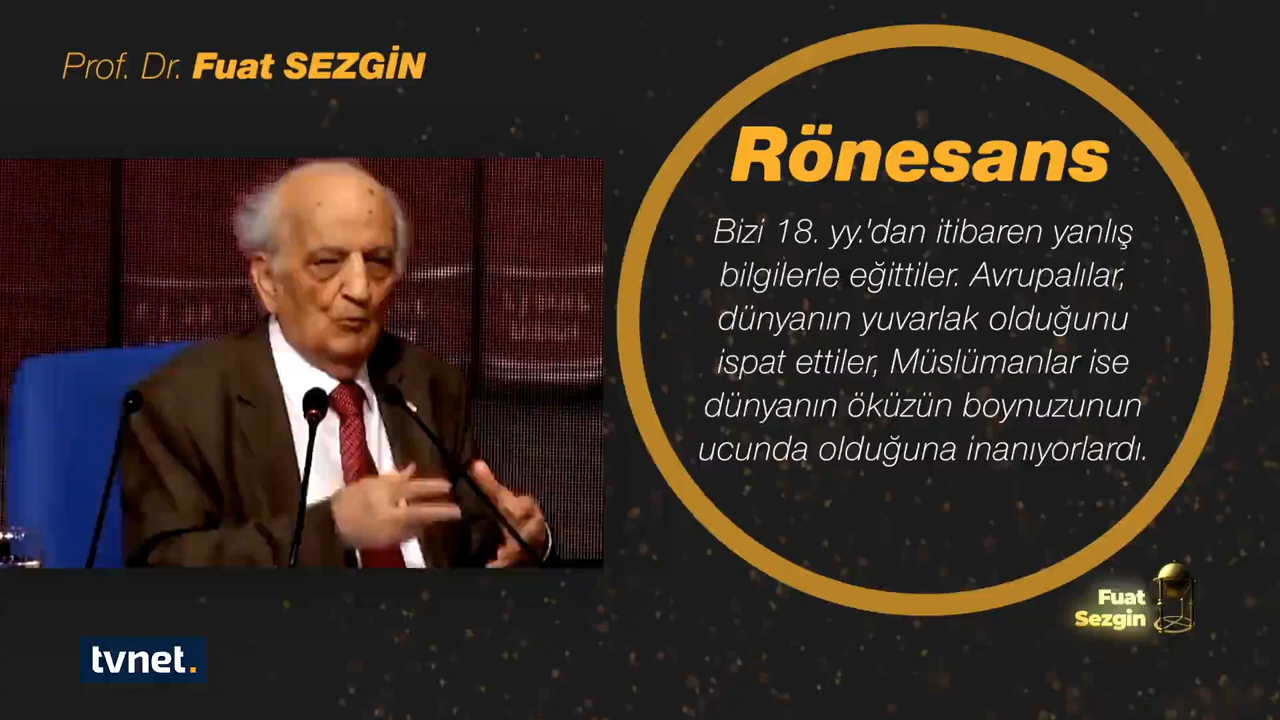 Prof. Dr. Fuat SEZGİN
Rönesans
Bizi 18. yy.'dan itibaren yanlış
bilgilerle eğittiler. Avrupalılar,
dünyanın yuvarlak olduğunu
ispat ettiler, Müslümanlar ise
dünyanın öküzün boynuzunun
ucunda olduğuna inanıyorlardı.
Fuat
Sezgin
tvnet.